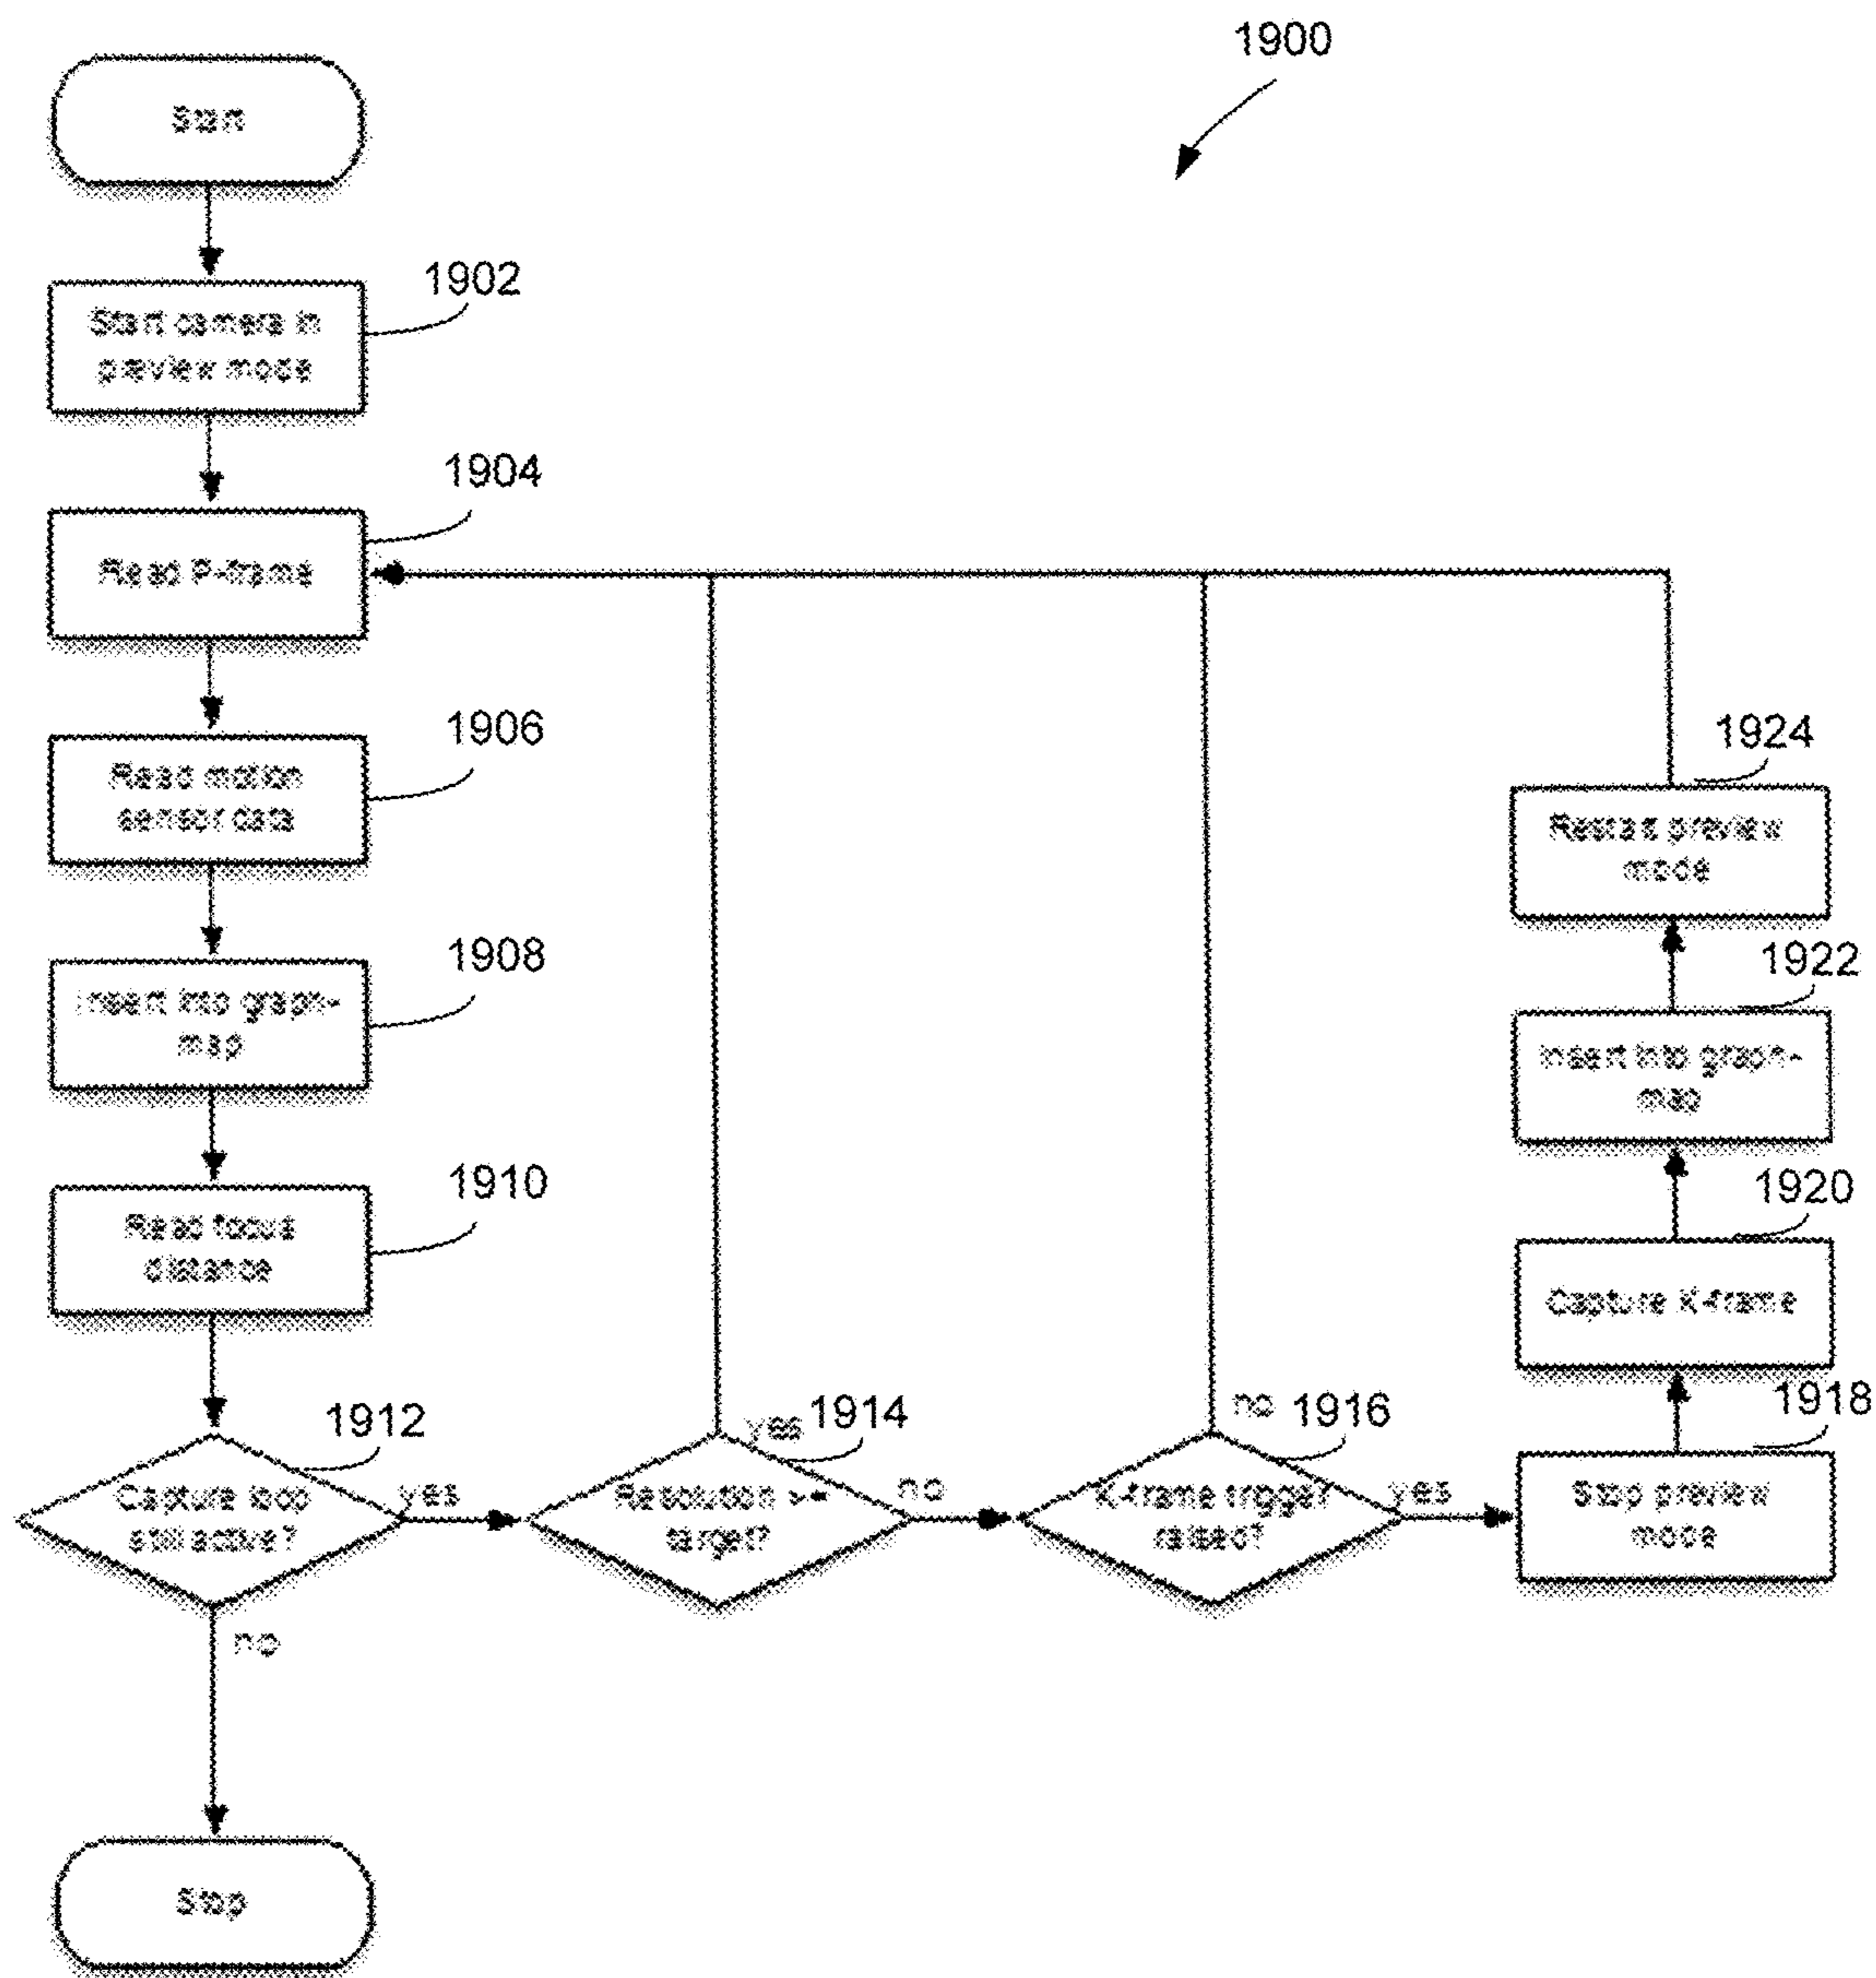 1900
Start
1902
Start camera in
preview mode
1904
Read P-frame
1906
Read motion
sensor data
1908
Insert into graph-
map
1910
Read focus
distance
1912
Capture loop
still active?
yes
no
Stop
1914
yes
Resolution >=
target?
no
1916
no
K-frame trigger
raised?
yes
1918
Stop preview
mode
1920
Capture K-frame
1922
Insert into graph-
map
1924
Restart preview
mode